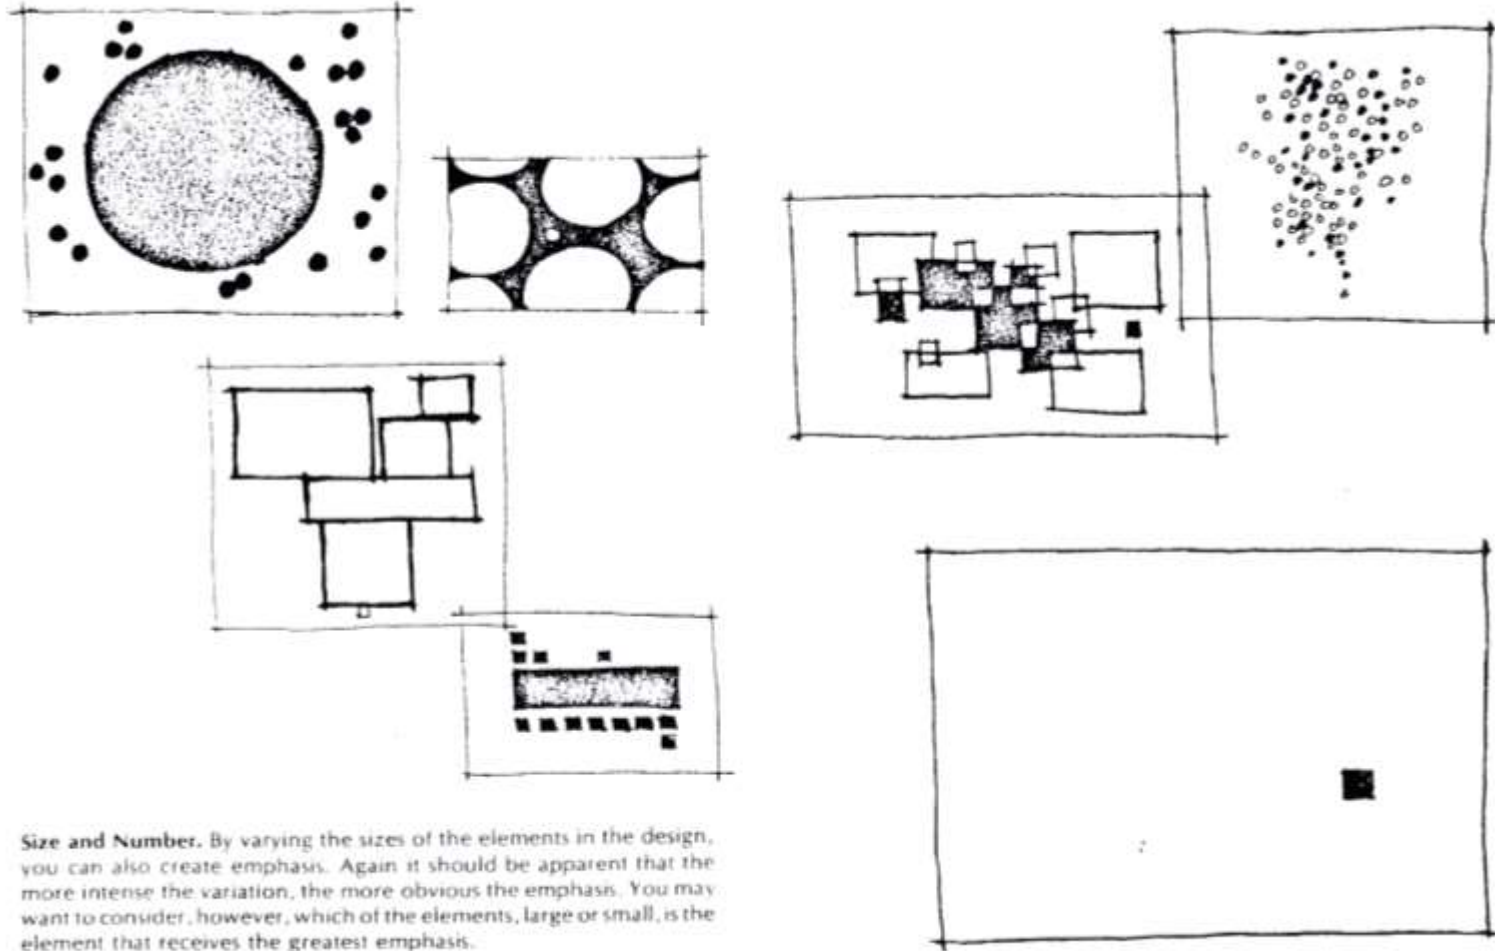 Size and Number. By varying the sizes of the elements in the design,
you can also create emphasis. Again it should be apparent that the
more intense the variation, the more obvious the emphasis. You may
want to consider, however, which of the elements, large or small, is the
element that receives the greatest emphasis.